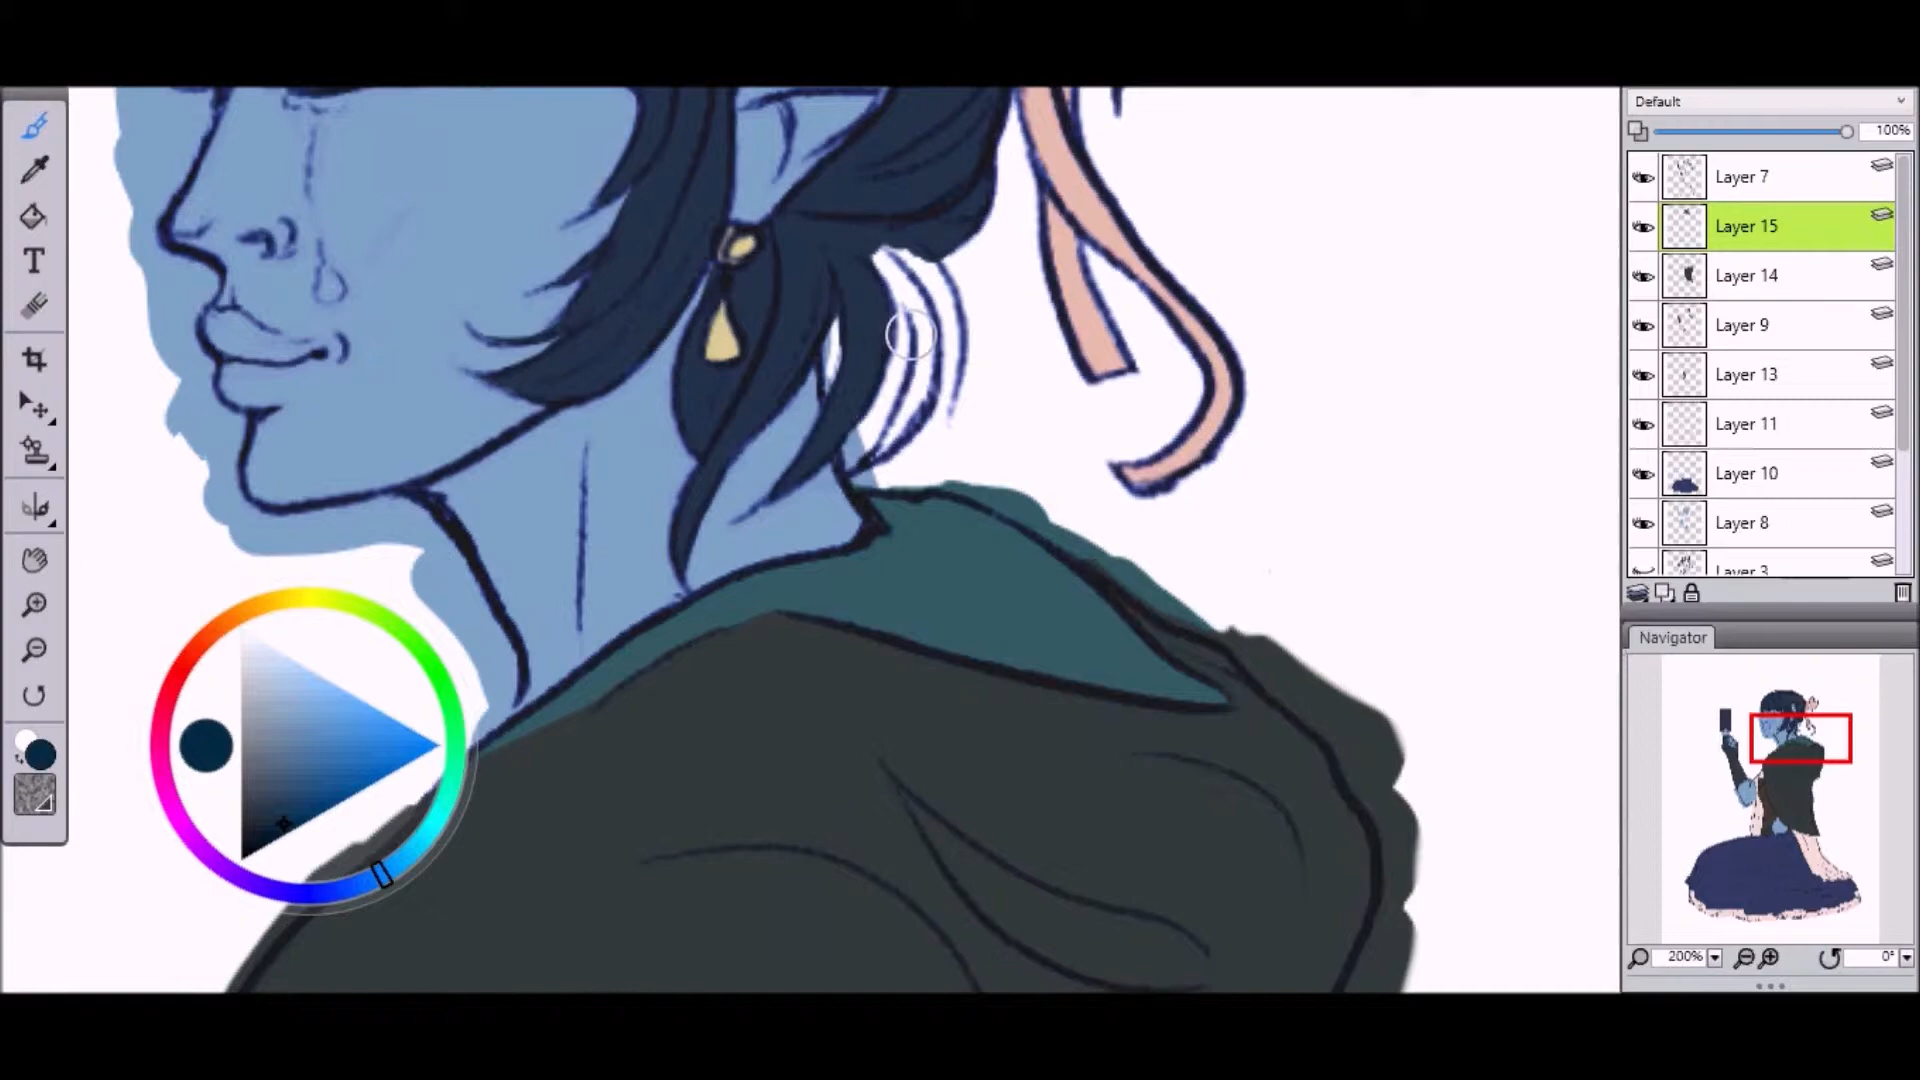 Default
100%
Layer 7
Layer 15
Layer 14
Layer 9
Layer 13
Layer 11
Layer 10
Layer 8
Layer 3
Navigator
200%
0°
T